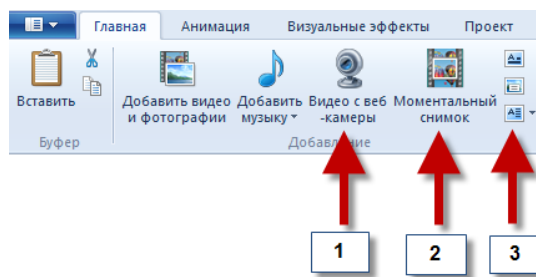 Главная Анимация Визуальные эффекты Проект
Вставить
Добавить видео
и фотографии
Добавить
музыку
Видео с веб
-камеры
Моментальный
снимок
Буфер
Добавление
1
2
3